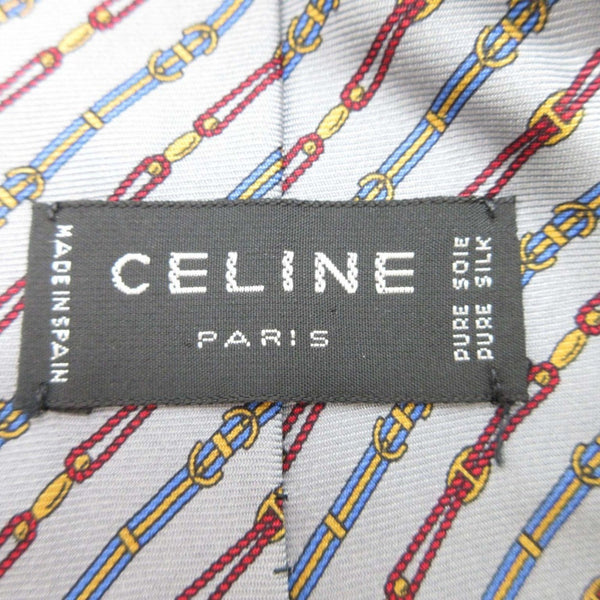 MADE IN SPAIN
CELINE
PARIS
PURE SOIE
PURE SILK